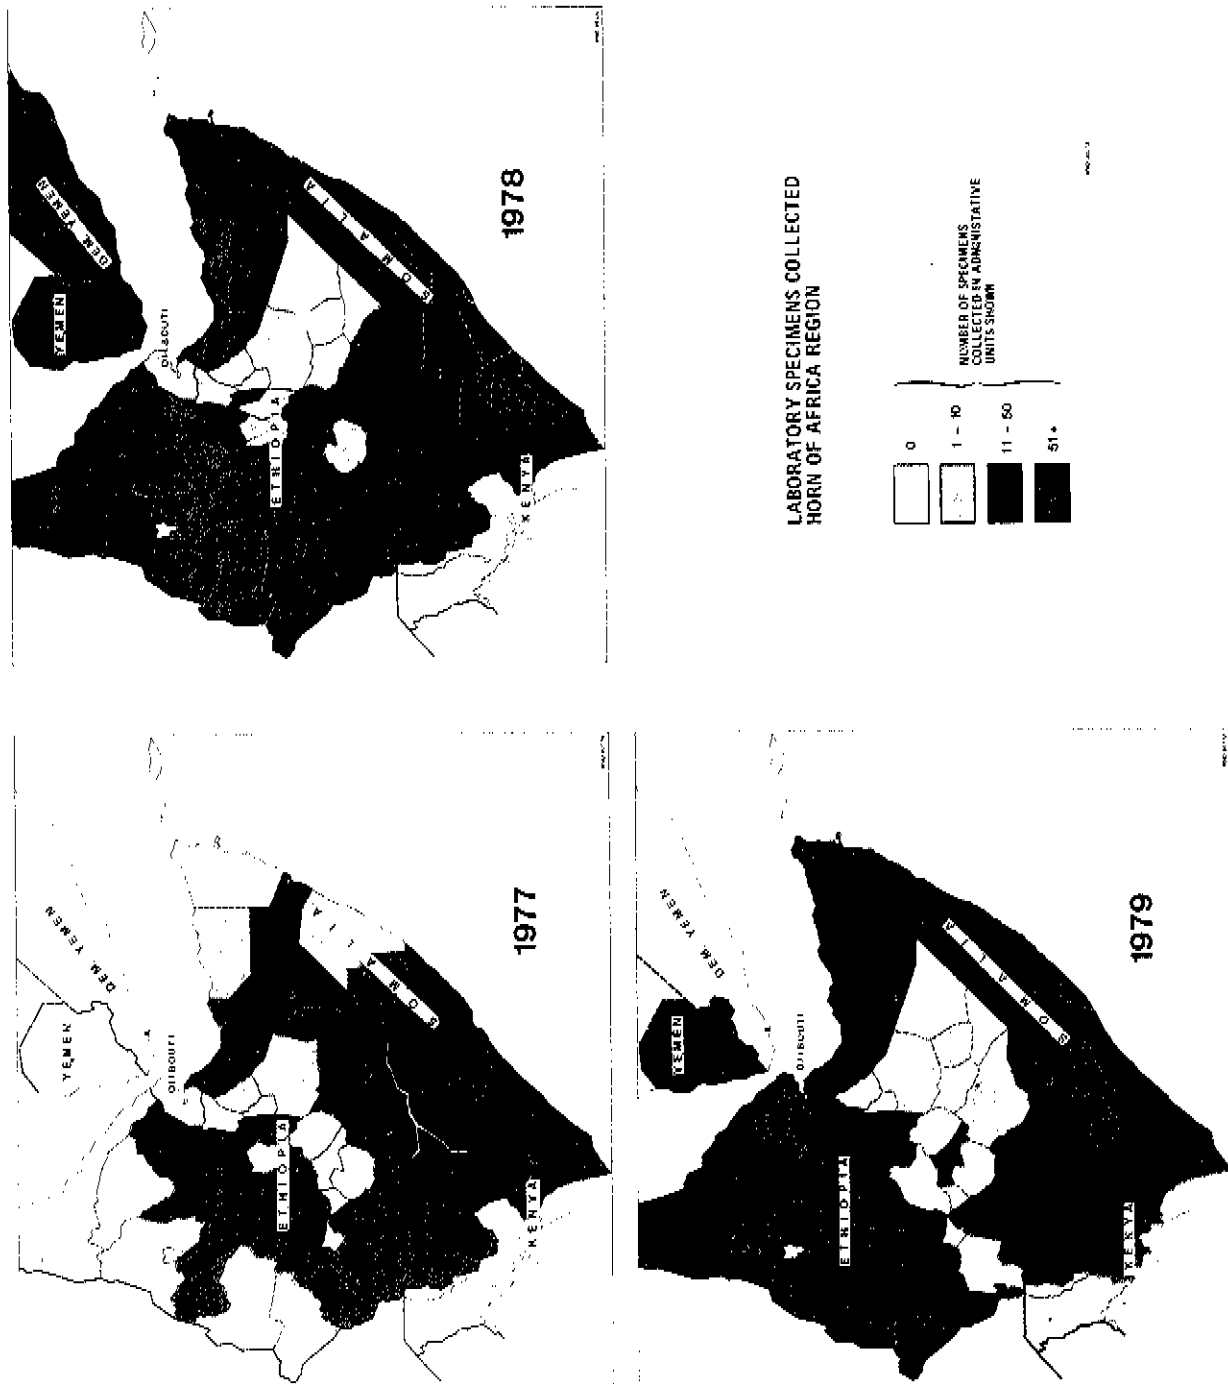 DEM. YEMEN
YEMEN
DJIBOUTI
ETHIOPIA
SOMALIA
KENYA
1977
DEM. YEMEN
YEMEN
DJIBOUTI
ETHIOPIA
SOMALIA
KENYA
1978
DEM. YEMEN
YEMEN
DJIBOUTI
ETHIOPIA
SOMALIA
KENYA
1979
LABORATORY SPECIMENS COLLECTED
HORN OF AFRICA REGION
0
1 – 10
11 – 50
51+
NUMBER OF SPECIMENS
COLLECTED IN ADMINISTATIVE
UNITS SHOWN